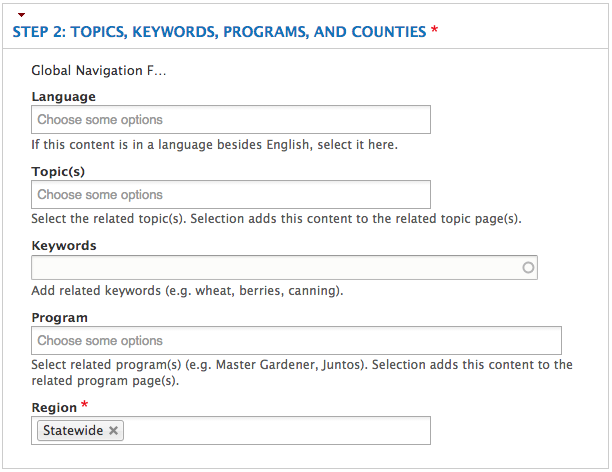 STEP 2: TOPICS, KEYWORDS, PROGRAMS, AND COUNTIES *
Global Navigation F...
Language
Choose some options
If this content is in a language besides English, select it here.
Topic(s)
Choose some options
Select the related topic(s). Selection adds this content to the related topic page(s).
Keywords
Add related keywords (e.g. wheat, berries, canning).
Program
Choose some options
Select related program(s) (e.g. Master Gardener, Juntos). Selection adds this content to the
related program page(s).
Region *
Statewide ×